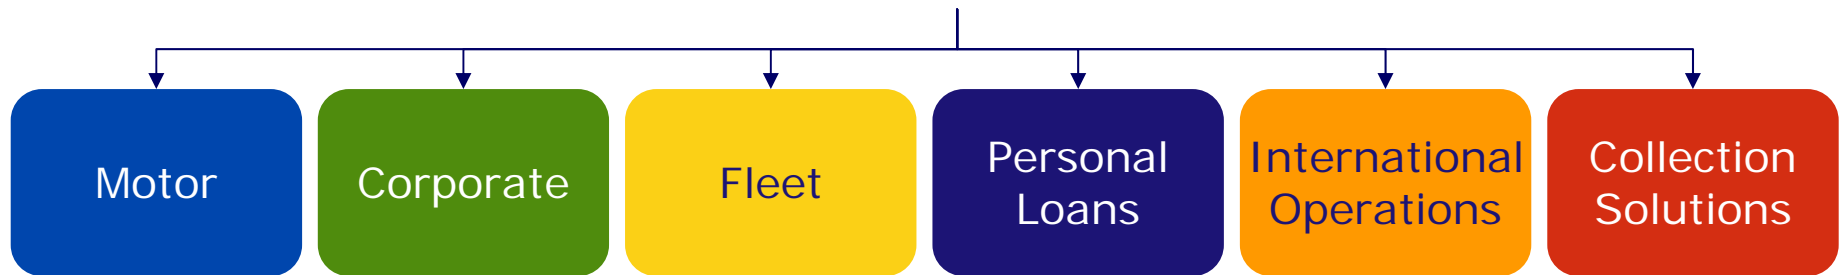 Motor
Corporate
Fleet
Personal
Loans
International
Operations
Collection
Solutions